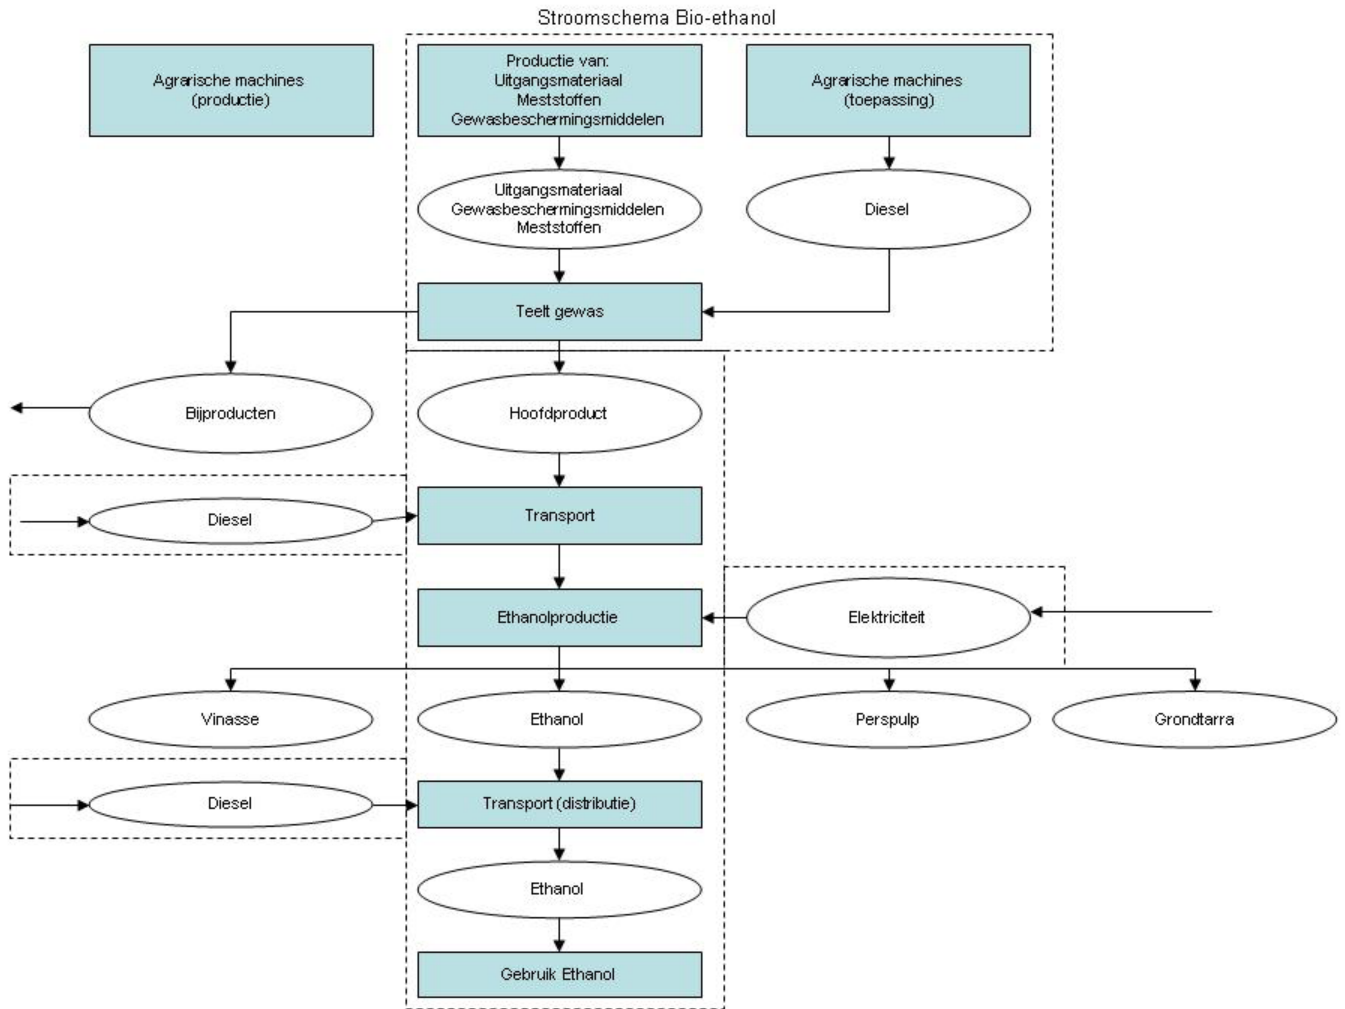 Stroomschema Bio-ethanol
Agrarische machines
(productie)
Productie van:
Uitgangsmateriaal
Meststoffen
Gewasbeschermingsmiddelen
Agrarische machines
(toepassing)
Uitgangsmateriaal
Gewasbeschermingsmiddelen
Meststoffen
Diesel
Teelt gewas
Bijproducten
Hoofdproduct
Diesel
Transport
Ethanolproductie
Elektriciteit
Vinasse
Ethanol
Perspulp
Grondtarra
Diesel
Transport (distributie)
Ethanol
Gebruik Ethanol